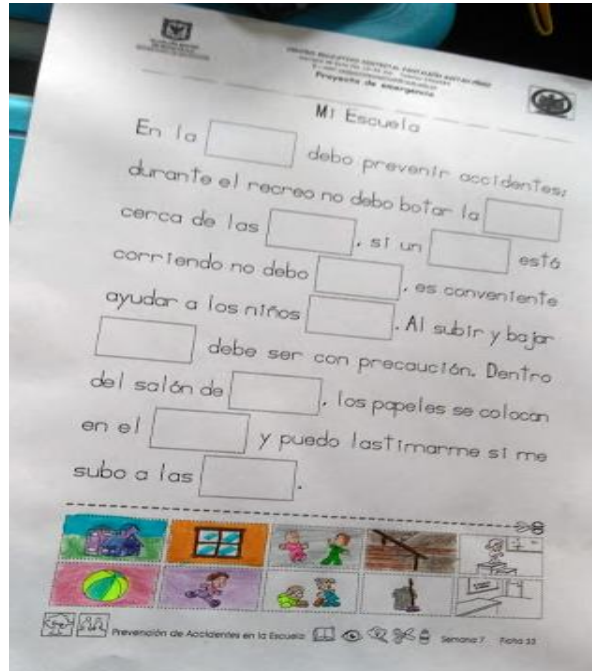 Proyecto de emergencia
Mi Escuela
En la debo prevenir accidentes;
durante el recreo no debo botar la
cerca de las , si un está
corriendo no debo , es conveniente
ayudar a los niños . Al subir y bajar
debe ser con precaución. Dentro
del salón de , los papeles se colocan
en el y puedo lastimarme si me
subo a las .
Prevención de Accidentes en la Escuela Semana 7 Ficha 33